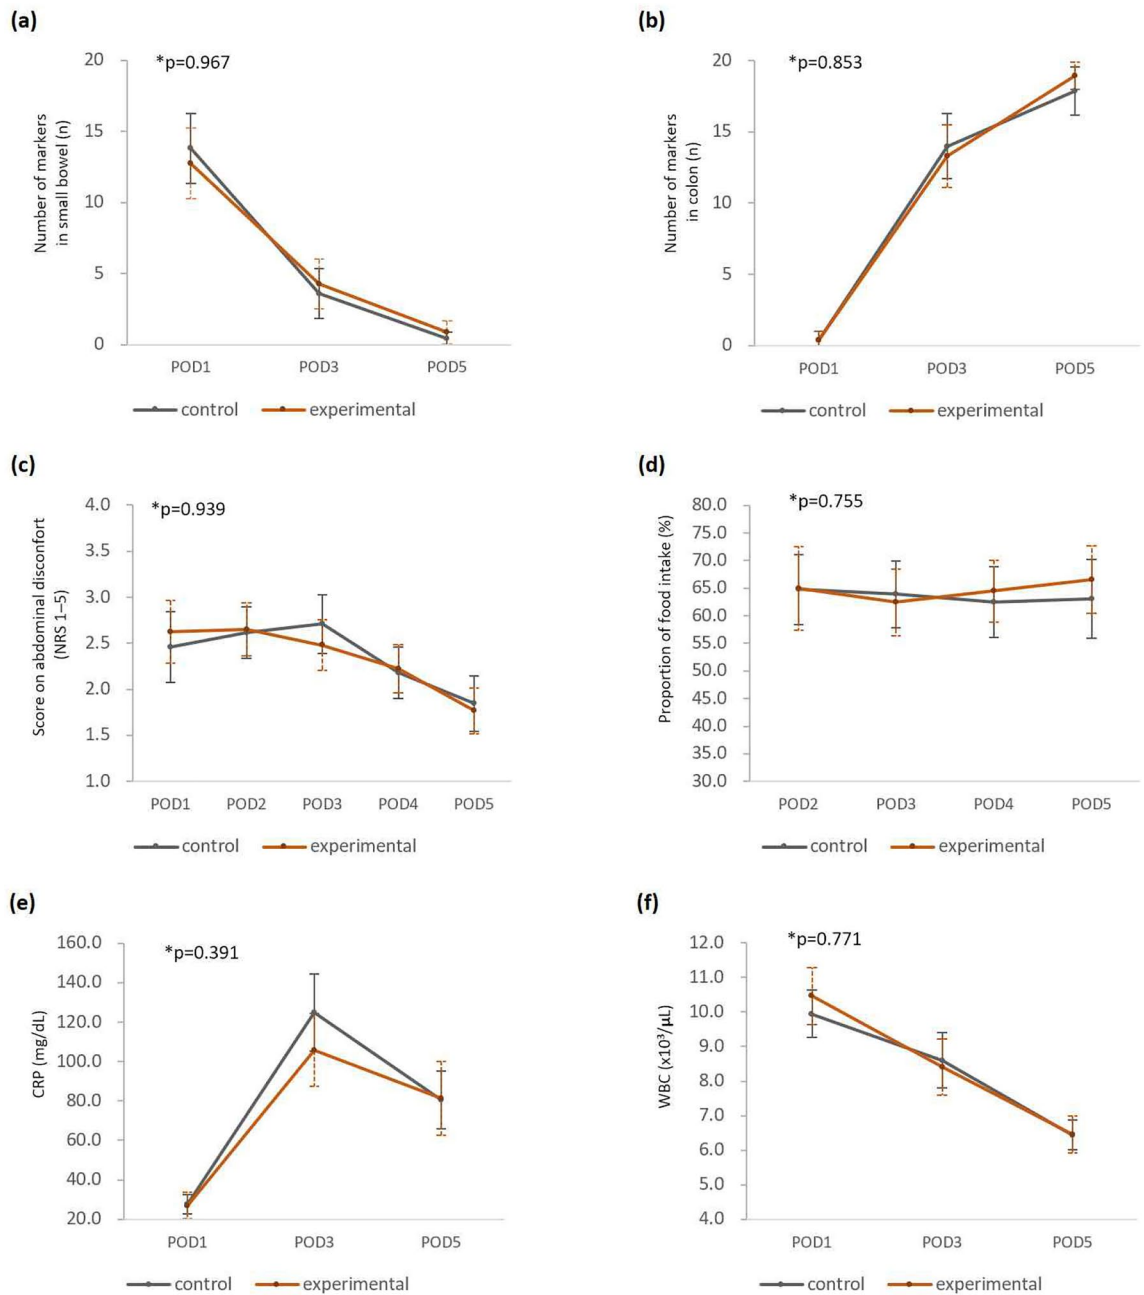 (a)
*p=0.967
Number of markers
in small bowel (n)
20
15
10
5
0
POD1 POD3 POD5
control experimental
(b)
*p=0.853
Number of markers
in colon (n)
20
15
10
5
0
POD1 POD3 POD5
control experimental
(c)
*p=0.939
Score on abdominal disconfort
(NRS 1–5)
4.0
3.5
3.0
2.5
2.0
1.5
1.0
POD1 POD2 POD3 POD4 POD5
control experimental
(d)
*p=0.755
Proportion of food intake (%)
80.0
75.0
70.0
65.0
60.0
55.0
50.0
45.0
40.0
35.0
30.0
POD2 POD3 POD4 POD5
control experimental
(e)
*p=0.391
CRP (mg/dL)
160.0
140.0
120.0
100.0
80.0
60.0
40.0
20.0
POD1 POD3 POD5
control experimental
(f)
*p=0.771
WBC (x10³/μL)
12.0
11.0
10.0
9.0
8.0
7.0
6.0
5.0
4.0
POD1 POD3 POD5
control experimental